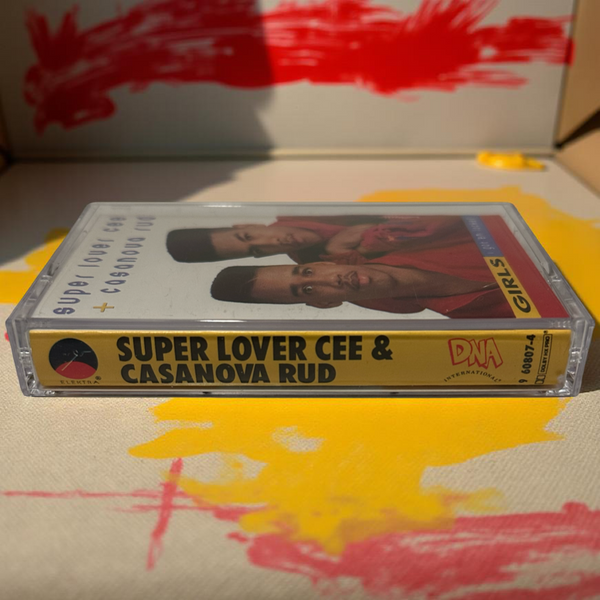 super lover cee
+ casanova rud
GIRLS
SUPER LOVER CEE &
CASANOVA RUD
ELEKTRA
DNA
INTERNATIONAL
9 60807-4